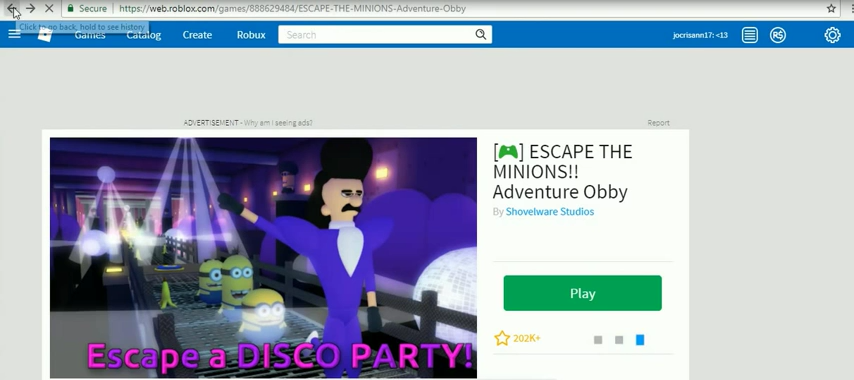 Secure
https://web.roblox.com/games/888629484/ESCAPE-THE-MINIONS-Adventure-Obby
Click to go back, hold to see history
Games Catalog Create Robux Search jocrisann17: <13 R$
ADVERTISEMENT - Why am I seeing ads? Report
[🎮] ESCAPE THE
MINIONS!!
Adventure Obby
By Shovelware Studios
Play
202K+
Escape a DISCO PARTY!